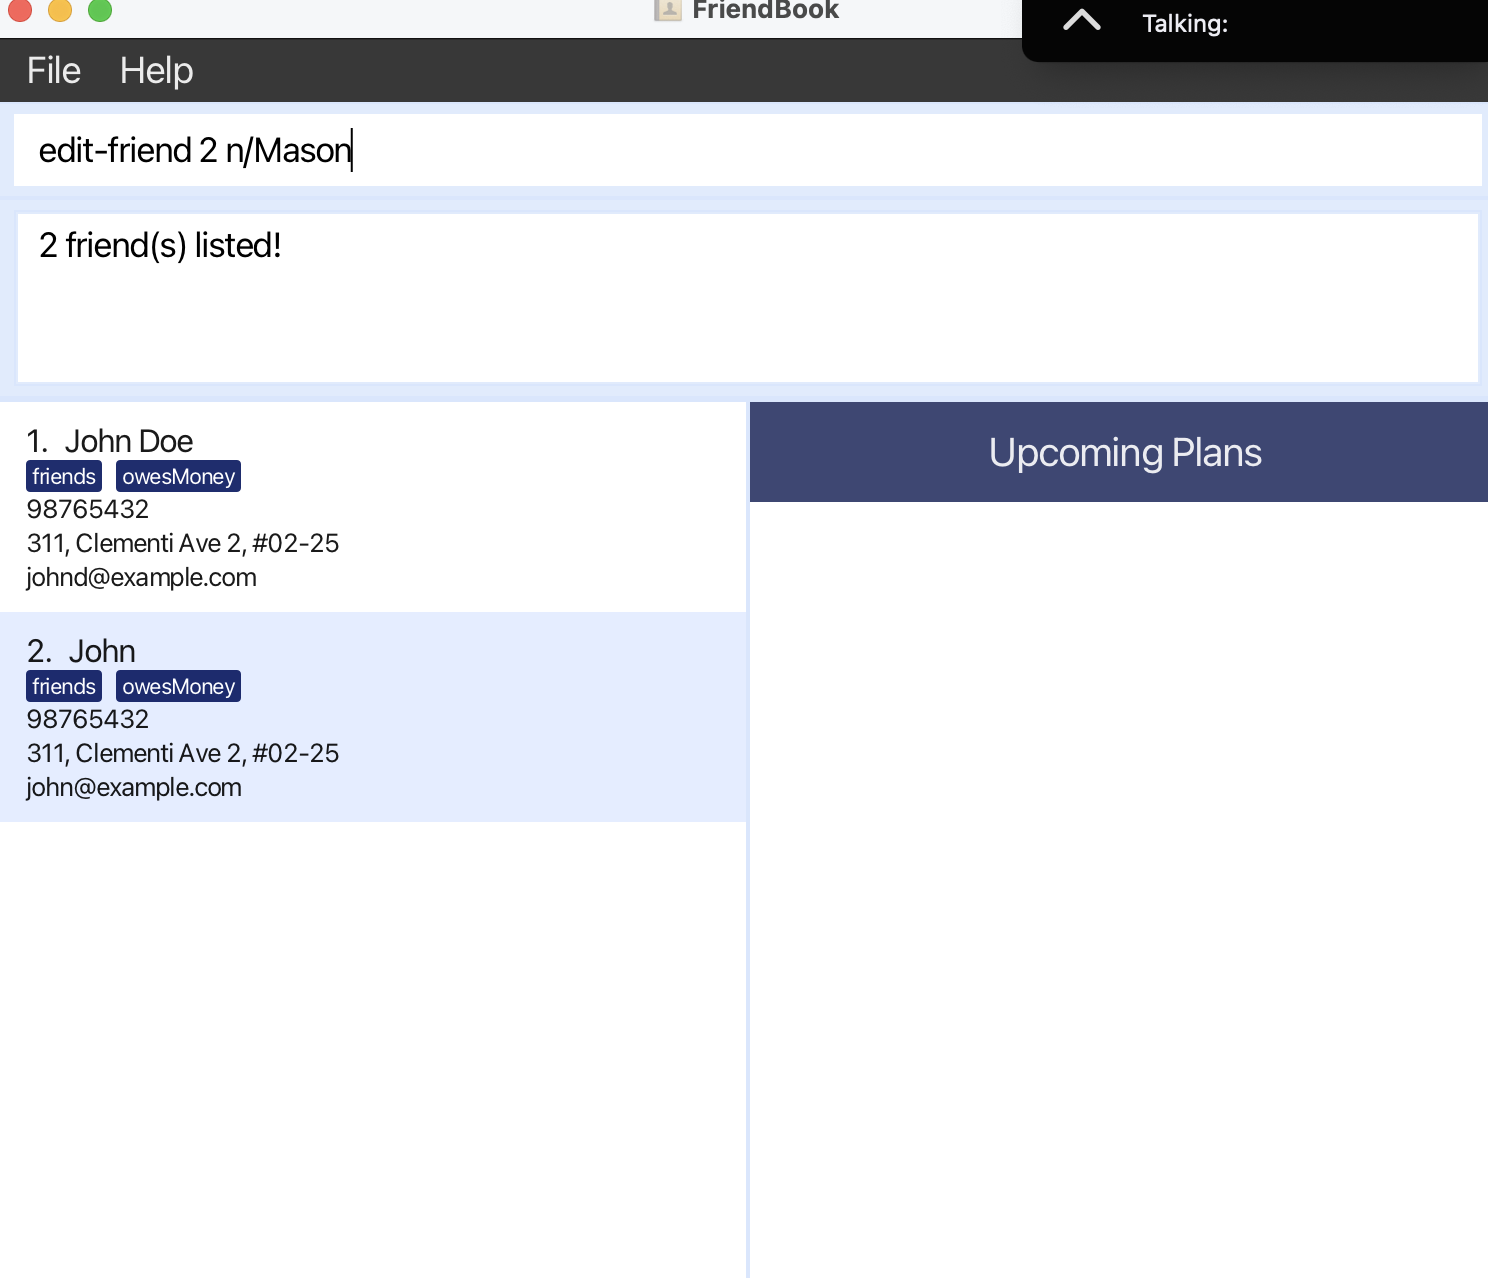 FriendBook
Talking:
File Help
edit-friend 2 n/Mason
2 friend(s) listed!
1. John Doe
friends owesMoney
98765432
311, Clementi Ave 2, #02-25
johnd@example.com
2. John
friends owesMoney
98765432
311, Clementi Ave 2, #02-25
john@example.com
Upcoming Plans